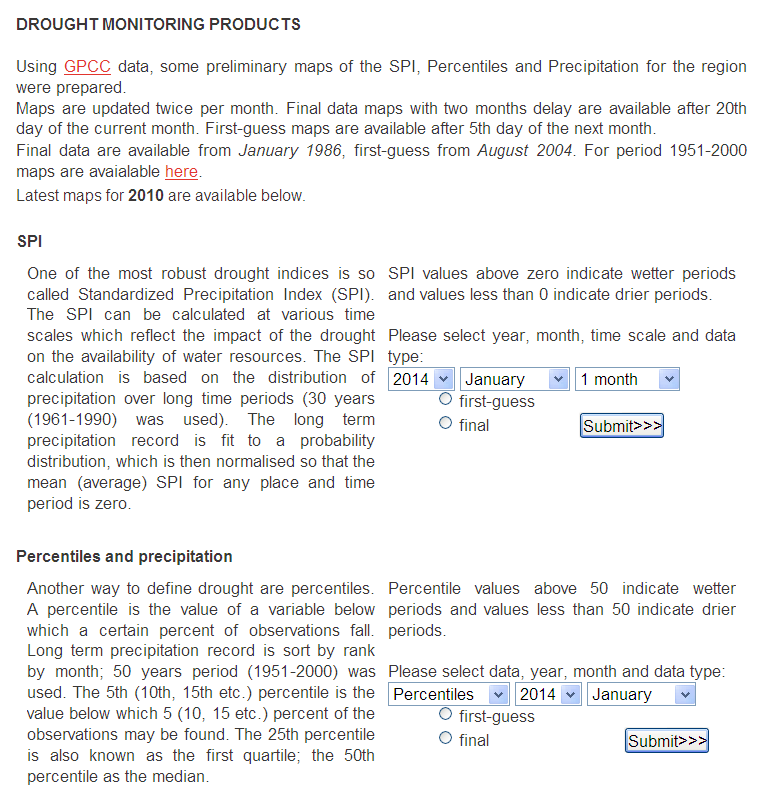 DROUGHT MONITORING PRODUCTS
Using GPCC data, some preliminary maps of the SPI, Percentiles and Precipitation for the region
were prepared.
Maps are updated twice per month. Final data maps with two months delay are available after 20th
day of the current month. First-guess maps are available after 5th day of the next month.
Final data are available from January 1986, first-guess from August 2004. For period 1951-2000
maps are avaialable here.
Latest maps for 2010 are available below.
SPI
One of the most robust drought indices is so
called Standardized Precipitation Index (SPI).
The SPI can be calculated at various time
scales which reflect the impact of the drought
on the availability of water resources. The SPI
calculation is based on the distribution of
precipitation over long time periods (30 years
(1961-1990) was used). The long term
precipitation record is fit to a probability
distribution, which is then normalised so that the
mean (average) SPI for any place and time
period is zero.
SPI values above zero indicate wetter periods
and values less than 0 indicate drier periods.
Please select year, month, time scale and data
type:
2014 January 1 month
first-guess
final Submit>>>
Percentiles and precipitation
Another way to define drought are percentiles.
A percentile is the value of a variable below
which a certain percent of observations fall.
Long term precipitation record is sort by rank
by month; 50 years period (1951-2000) was
used. The 5th (10th, 15th etc.) percentile is the
value below which 5 (10, 15 etc.) percent of the
observations may be found. The 25th percentile
is also known as the first quartile; the 50th
percentile as the median.
Percentile values above 50 indicate wetter
periods and values less than 50 indicate drier
periods.
Please select data, year, month and data type:
Percentiles 2014 January
first-guess
final Submit>>>